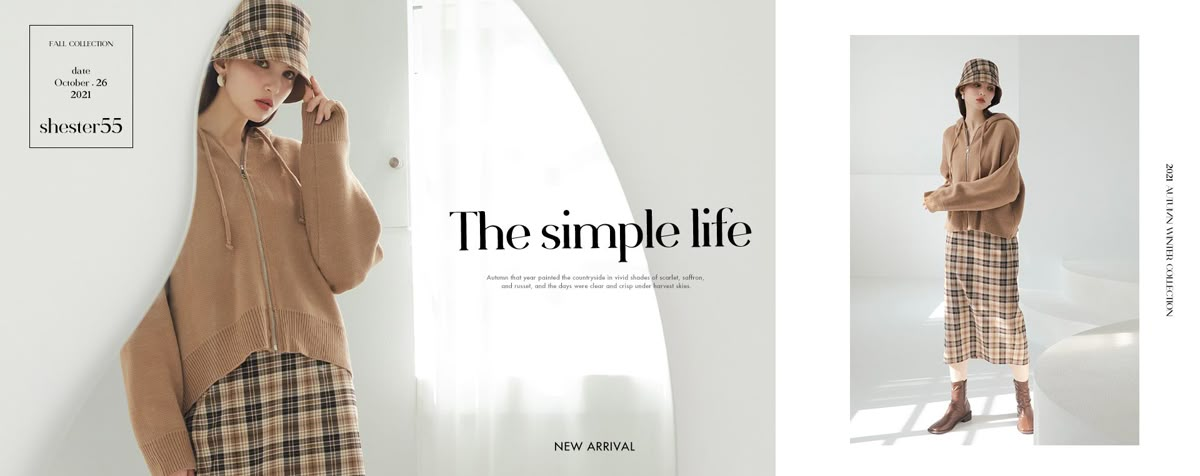 FALL COLLECTION
date
October . 26
2021
shester55
The simple life
Autumn that year painted the countryside in vivid shades of scarlet, saffron,
and russet, and the days were clear and crisp under harvest skies.
NEW ARRIVAL
2021 AUTUMN WINTER COLLECTION